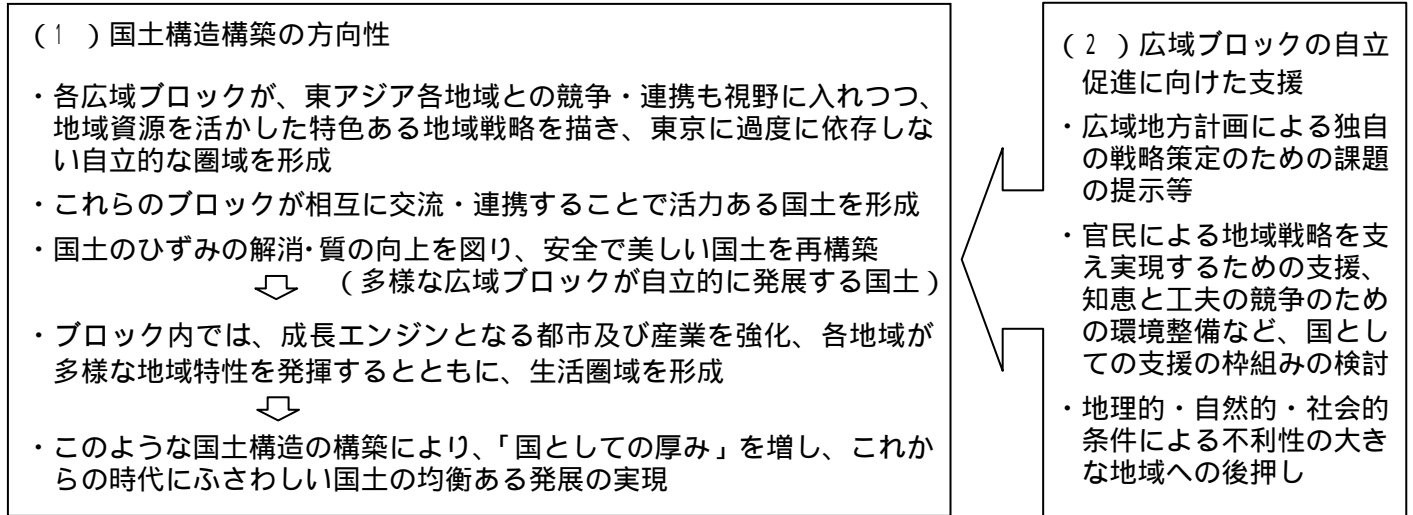 （1）国土構造構築の方向性
・各広域ブロックが、東アジア各地域との競争・連携も視野に入れつつ、
地域資源を活かした特色ある地域戦略を描き、東京に過度に依存しな
い自立的な圏域を形成
・これらのブロックが相互に交流・連携することで活力ある国土を形成
・国土のひずみの解消・質の向上を図り、安全で美しい国土を再構築
（多様な広域ブロックが自立的に発展する国土）
・ブロック内では、成長エンジンとなる都市及び産業を強化、各地域が
多様な地域特性を発揮するとともに、生活圏域を形成
・このような国土構造の構築により、「国としての厚み」を増し、これか
らの時代にふさわしい国土の均衡ある発展の実現
（2）広域ブロックの自立
促進に向けた支援
・広域地方計画による独自
の戦略策定のための課題
の提示等
・官民による地域戦略を支
え実現するための支援、
知恵と工夫の競争のため
の環境整備など、国とし
ての支援の枠組みの検討
・地理的・自然的・社会的
条件による不利性の大き
な地域への後押し